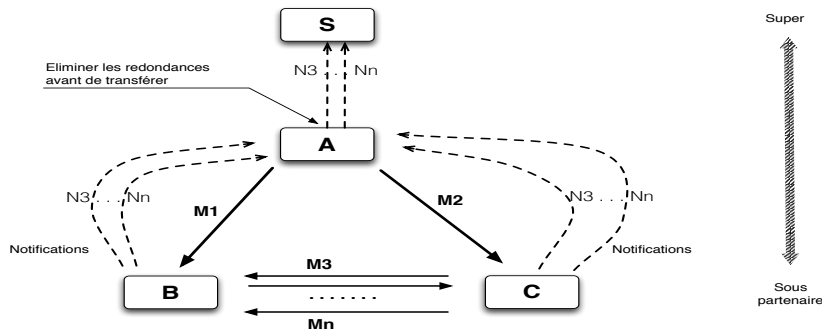 S
Super
Eliminer les redondances
avant de transférer
N3 . . . Nn
A
N3 . . . Nn
N3 . . . Nn
M1
M2
Notifications
Notifications
M3
B
C
. . . . . . .
Mn
Sous
partenaire